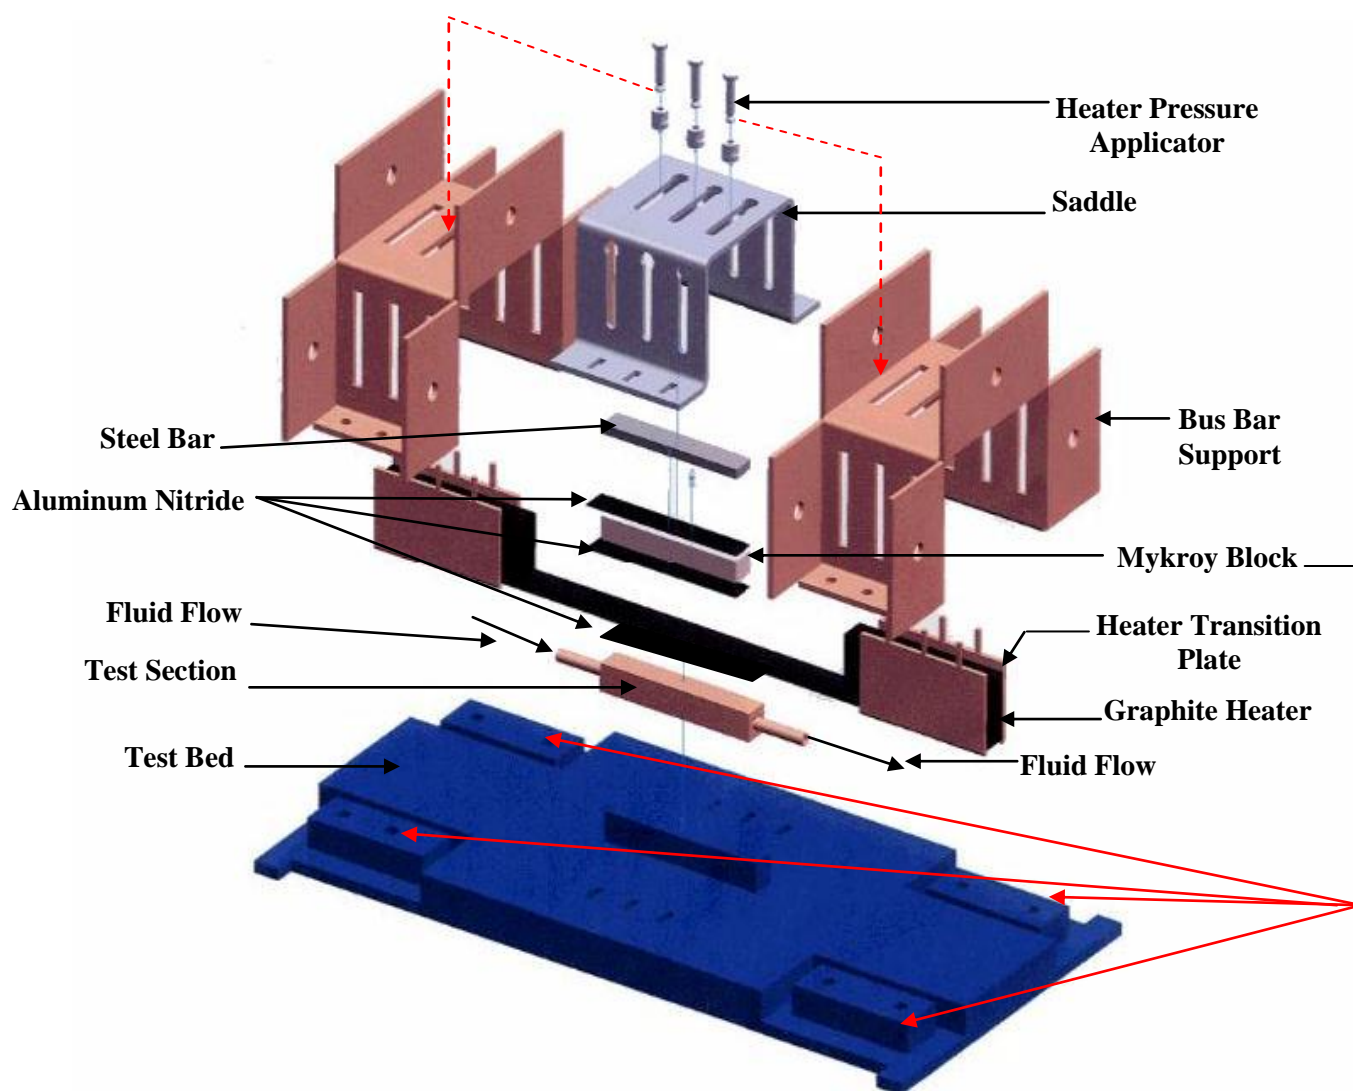 Heater Pressure
Applicator
Saddle
Bus Bar
Support
Steel Bar
Aluminum Nitride
Mykroy Block
Fluid Flow
Heater Transition
Plate
Test Section
Graphite Heater
Test Bed
Fluid Flow